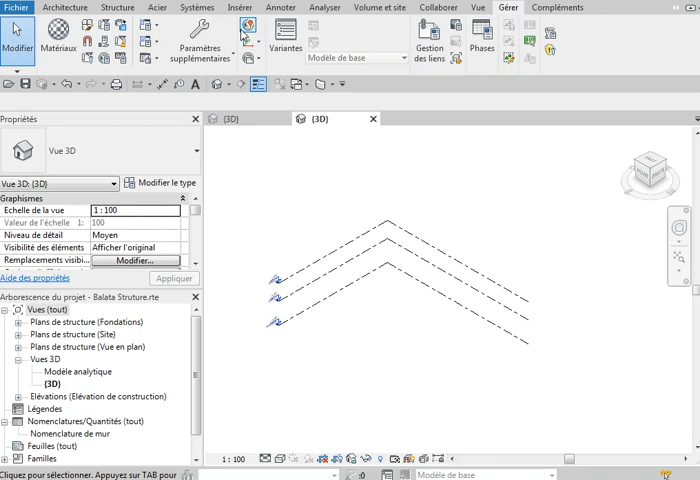 Fichier Architecture Structure Acier Systèmes Insérer Annoter Analyser Volume et site Collaborer Vue Gérer Compléments
Modifier
Matériaux
Paramètres
supplémentaires
Variantes
Modèle de base
Gestion
des liens
Phases
Propriétés
{3D}
{3D}
Vue 3D
Vue 3D: {3D}
Modifier le type
Graphismes
Echelle de la vue
1 : 100
Valeur de l'échelle 1:
100
Niveau de détail
Moyen
Visibilité des éléments
Afficher l'original
Remplacements visibi...
Modifier...
Aide des propriétés
Appliquer
Arborescence du projet - Balata Struture.rte
Vues (tout)
Plans de structure (Fondations)
Plans de structure (Site)
Plans de structure (Vue en plan)
Vues 3D
Modèle analytique
{3D}
Elévations (Elévation de construction)
Légendes
Nomenclatures/Quantités (tout)
Nomenclature de mur
Feuilles (tout)
Familles
1 : 100
Cliquez pour sélectionner. Appuyez sur TAB pour
:0
Modèle de base